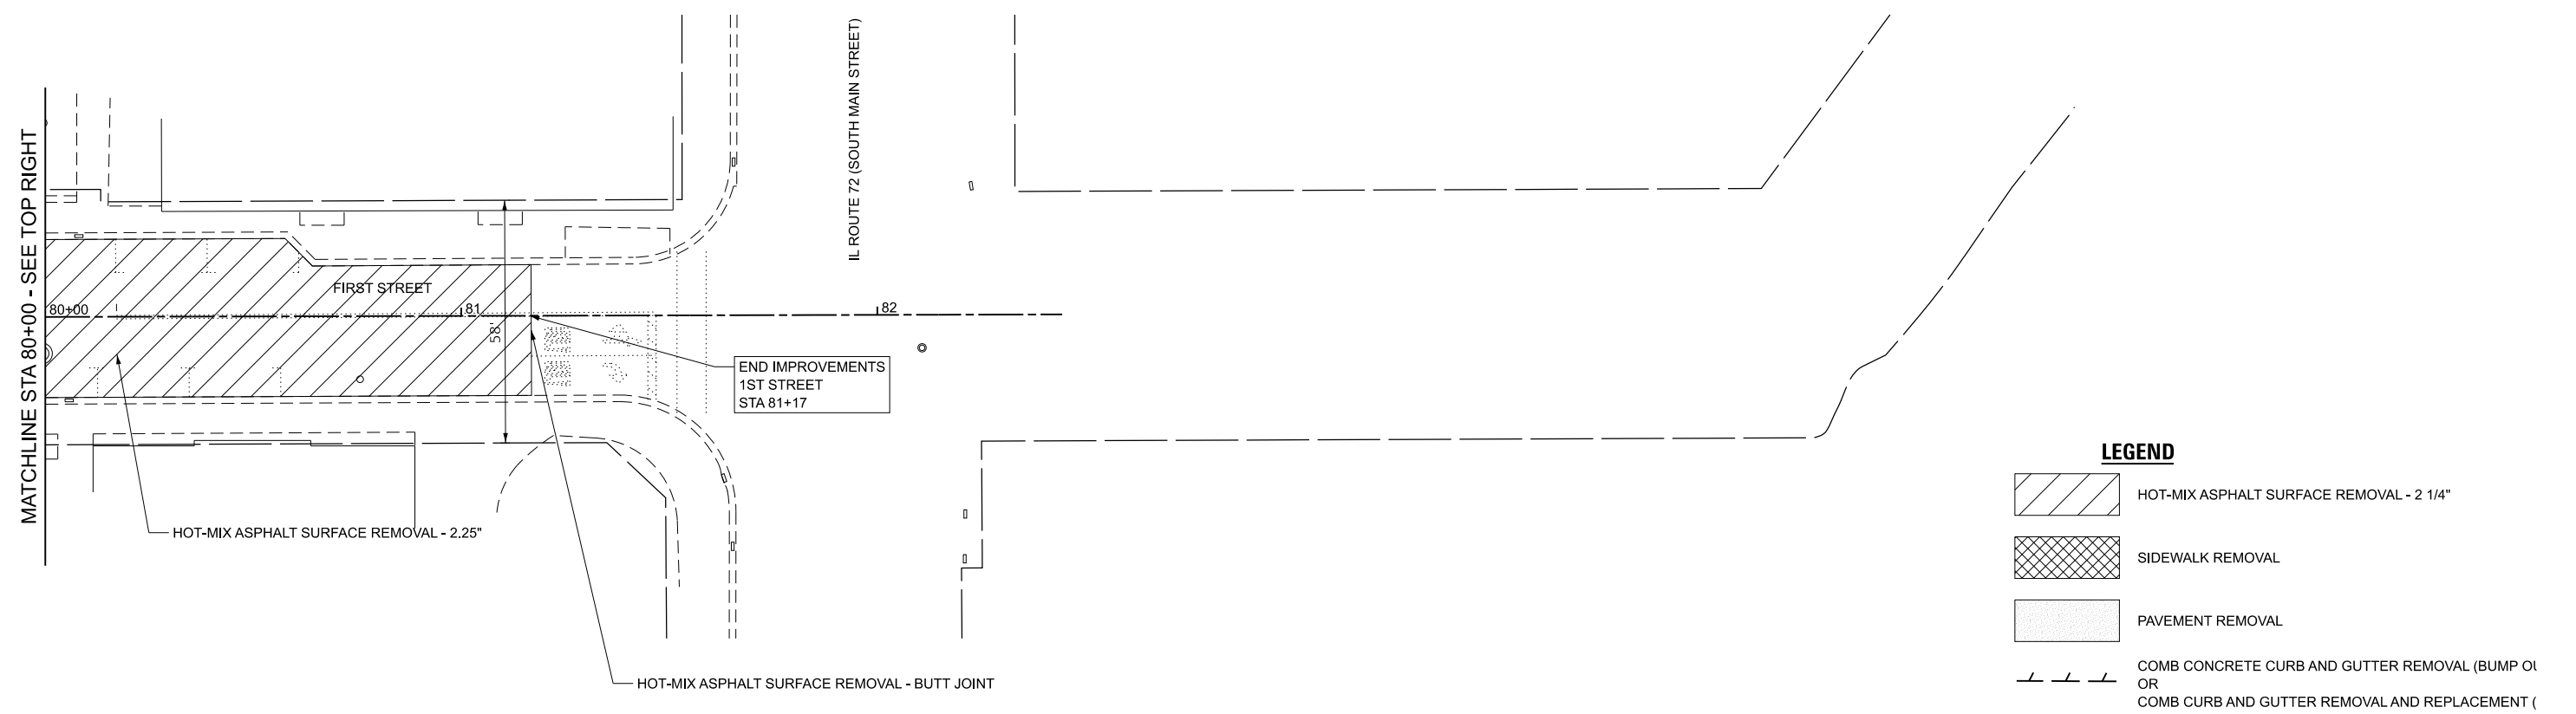 MATCHLINE STA 80+00 - SEE TOP RIGHT
IL ROUTE 72 (SOUTH MAIN STREET)
FIRST STREET
80+00
81
82
58'
END IMPROVEMENTS
1ST STREET
STA 81+17
HOT-MIX ASPHALT SURFACE REMOVAL - 2.25"
HOT-MIX ASPHALT SURFACE REMOVAL - BUTT JOINT
LEGEND
HOT-MIX ASPHALT SURFACE REMOVAL - 2 1/4"
SIDEWALK REMOVAL
PAVEMENT REMOVAL
COMB CONCRETE CURB AND GUTTER REMOVAL (BUMP
OR
COMB CURB AND GUTTER REMOVAL AND REPLACEMENT (